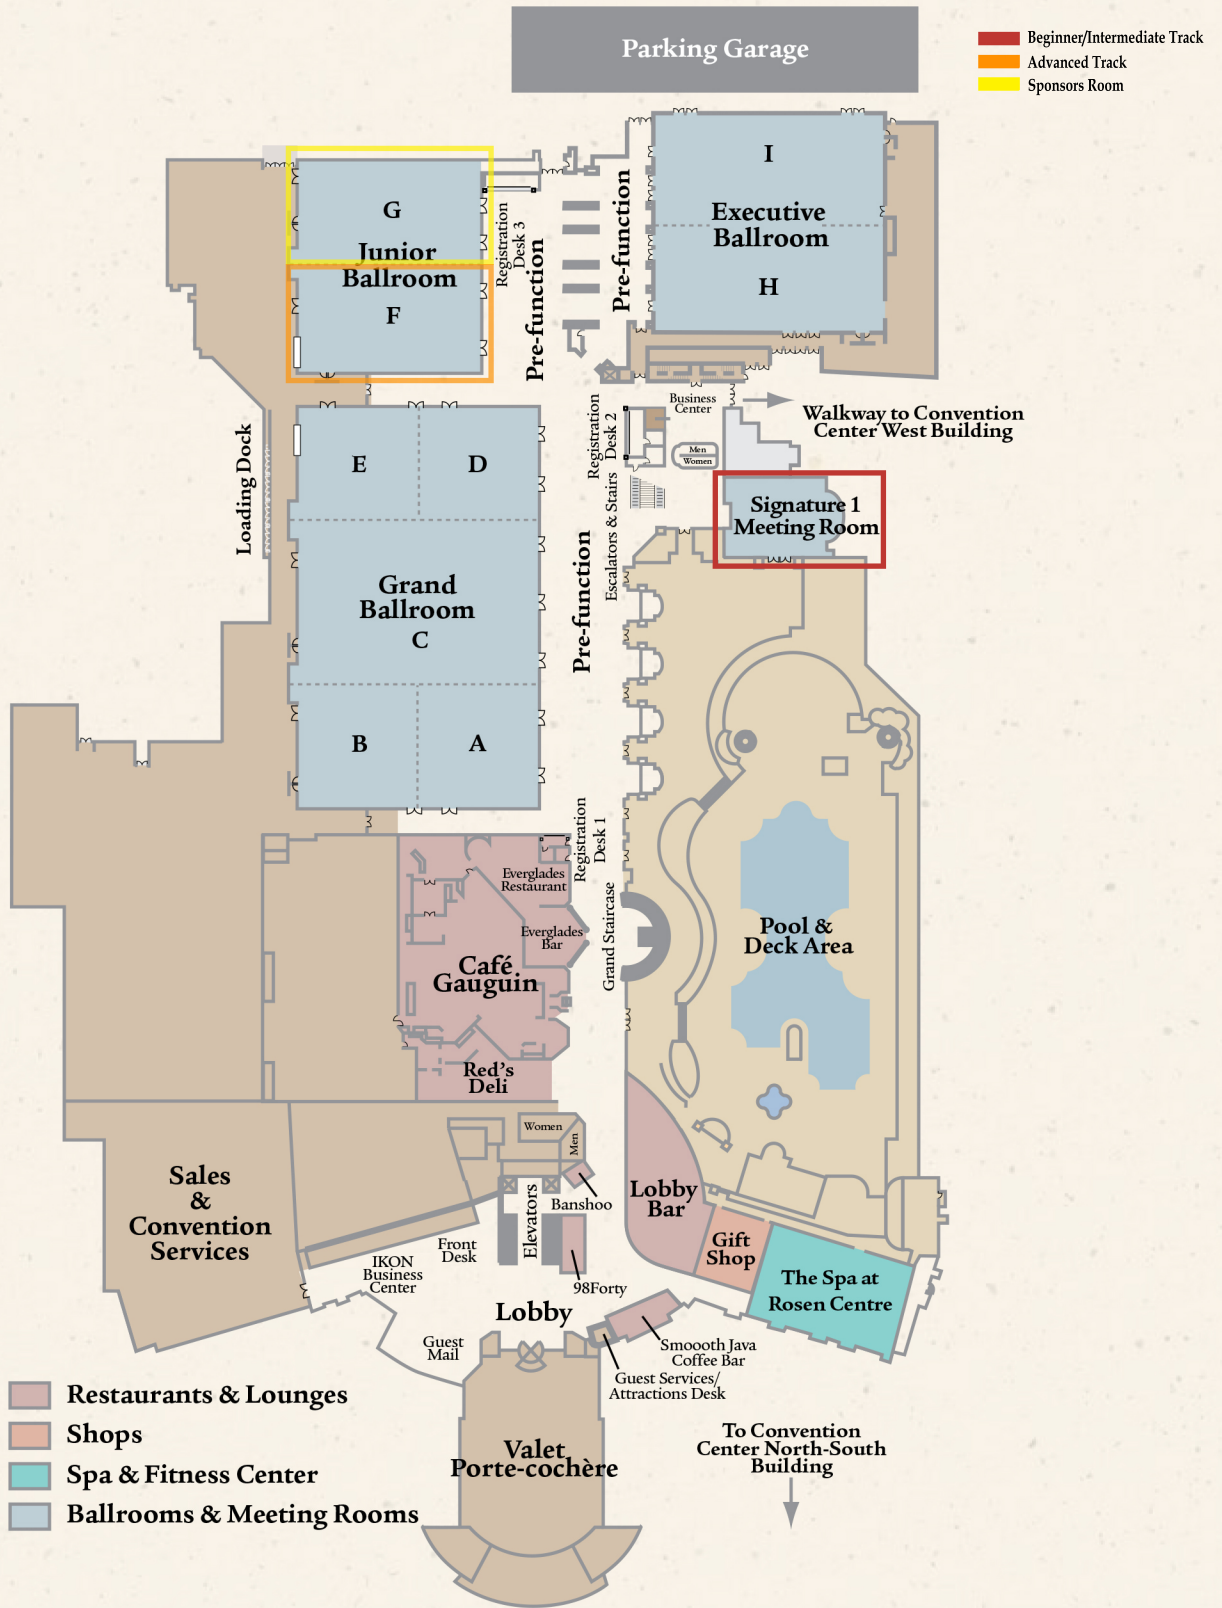 Parking Garage
Beginner/Intermediate Track
Advanced Track
Sponsors Room
I
Executive
Ballroom
H
G
Junior
Ballroom
F
Registration
Desk 3
Pre-function
Pre-function
Business
Center
Walkway to Convention
Center West Building
Registration
Desk 2
Men
Women
Loading Dock
E
D
Escalators & Stairs
Signature 1
Meeting Room
Grand
Ballroom
C
Pre-function
B
A
Registration
Desk 1
Everglades
Restaurant
Everglades
Bar
Grand Staircase
Café
Gauguin
Pool &
Deck Area
Red's
Deli
Women
Men
Sales
&
Convention
Services
Banshoo
Elevators
Lobby
Bar
Gift
Shop
Front
Desk
IKON
Business
Center
98Forty
The Spa at
Rosen Centre
Lobby
Guest
Mail
Smoooth Java
Coffee Bar
Guest Services/
Attractions Desk
Restaurants & Lounges
Shops
Spa & Fitness Center
Ballrooms & Meeting Rooms
Valet
Porte-cochère
To Convention
Center North-South
Building